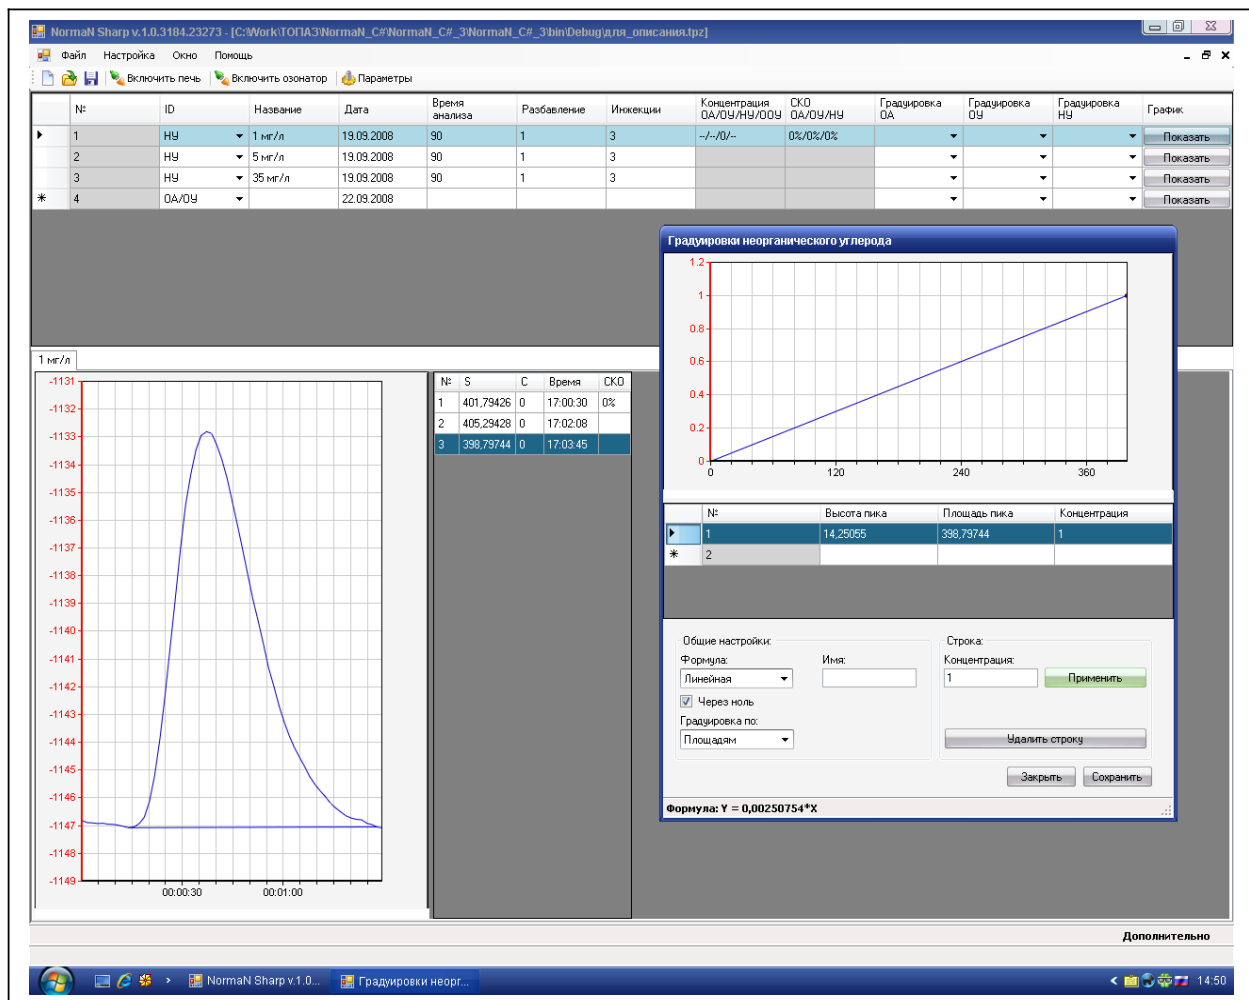 NormaN Sharp v.1.0.3184.23273 - [C:\Work\ТОПАЗ\NormaN_C#\NormaN_C#_3\NormaN_C#_3\bin\Debug\для_описания.tpz]
Файл Настройка Окно Помощь
Включить печь Включить озонатор Параметры
№ ID Название Дата Время анализа Разбавление Инжекции Концентрация ОА/ОУ/НУ/ООУ СКО ОА/ОУ/НУ Градуировка ОА Градуировка ОУ Градуировка НУ График
1 НУ 1 мг/л 19.09.2008 90 1 3 --/--/0/-- 0%/0%/0% Показать
2 НУ 5 мг/л 19.09.2008 90 1 3 Показать
3 НУ 35 мг/л 19.09.2008 90 1 3 Показать
4 ОА/ОУ 22.09.2008 Показать
1 мг/л
-1131
-1132
-1133
-1134
-1135
-1136
-1137
-1138
-1139
-1140
-1141
-1142
-1143
-1144
-1145
-1146
-1147
-1148
-1149
00:00:30 00:01:00
№ S C Время СКО
1 401,79426 0 17:00:30 0%
2 405,29428 0 17:02:08
3 398,79744 0 17:03:45
Градуировки неорганического углерода
1.2
1
0.8
0.6
0.4
0.2
0
0 120 240 360
№ Высота пика Площадь пика Концентрация
1 14,25055 398,79744 1
2
Общие настройки: Строка:
Формула: Имя: Концентрация:
Линейная 1 Применить
Через ноль
Градуировка по:
Площадям Удалить строку
Закрыть Сохранить
Формула: Y = 0,00250754*X
Дополнительно
NormaN Sharp v.1.0... Градуировки неорг... 14:50